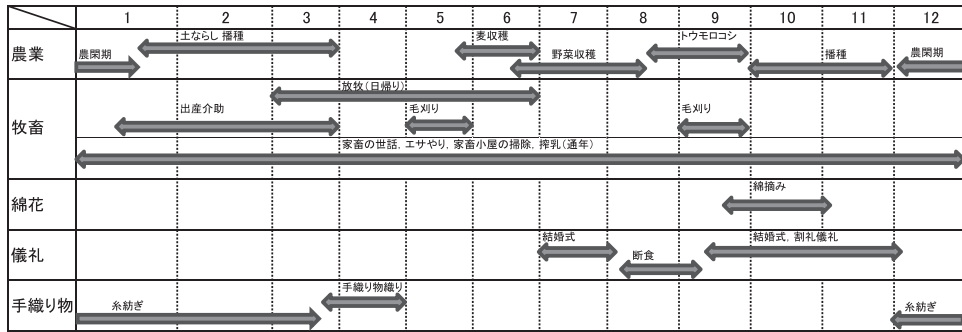 1 2 3 4 5 6 7 8 9 10 11 12
農業
農閑期
土ならし 播種
麦収穫
野菜収穫
トウモロコシ
播種
農閑期
牧畜
放牧（日帰り）
出産介助
毛刈り
毛刈り
家畜の世話，エサやり，家畜小屋の掃除，搾乳（通年）
綿花
綿摘み
儀礼
結婚式
断食
結婚式，割礼儀礼
手織り物
糸紡ぎ
手織り物織り
糸紡ぎ